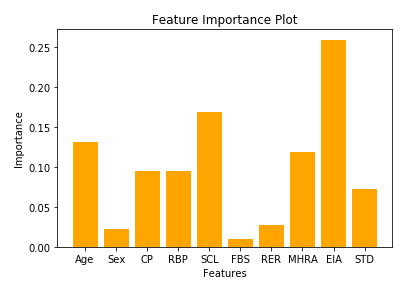 Feature Importance Plot
0.25
0.20
0.15
0.10
0.05
0.00
Importance
Age Sex CP RBP SCL FBS RER MHRA EIA STD
Features